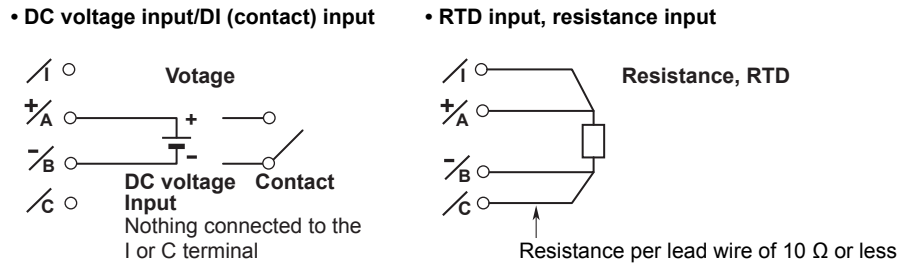 • DC voltage input/DI (contact) input
/I
Votage
+/A
+
-/B
-
DC voltage Contact
Input
/C
Nothing connected to the
I or C terminal
• RTD input, resistance input
/I
Resistance, RTD
+/A
-/B
/C
Resistance per lead wire of 10 Ω or less